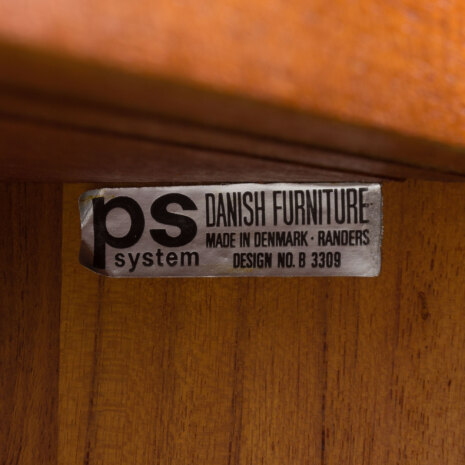 ps
system
DANISH FURNITURE
MADE IN DENMARK · RANDERS
DESIGN NO. B 3309